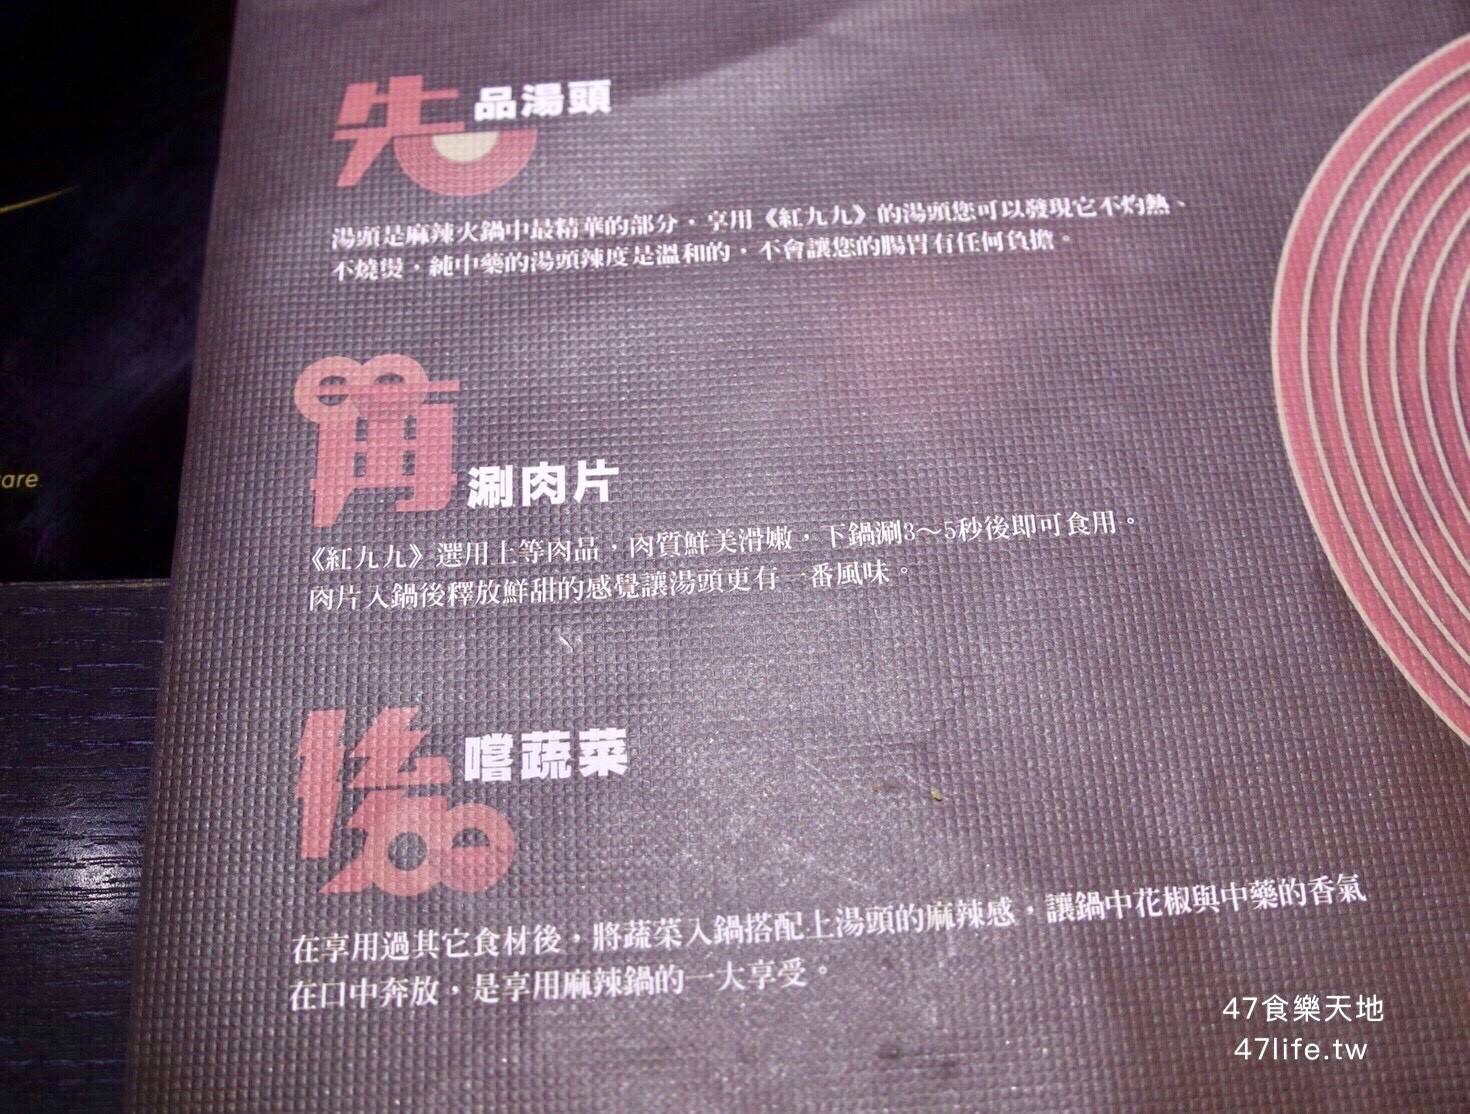 先品湯頭
湯頭是麻辣火鍋中最精華的部分，享用《紅九九》的湯頭您可以發現它不灼熱、
不燒燙，純中藥的湯頭辣度是溫和的，不會讓您的腸胃有任何負擔。
再涮肉片
《紅九九》選用上等肉品，肉質鮮美滑嫩，下鍋涮3～5秒後即可食用。
肉片入鍋後釋放鮮甜的感覺讓湯頭更有一番風味。
後嚐蔬菜
在享用過其它食材後，將蔬菜入鍋搭配上湯頭的麻辣感，讓鍋中花椒與中藥的香氣
在口中奔放，是享用麻辣鍋的一大享受。
47食樂天地
47life.tw